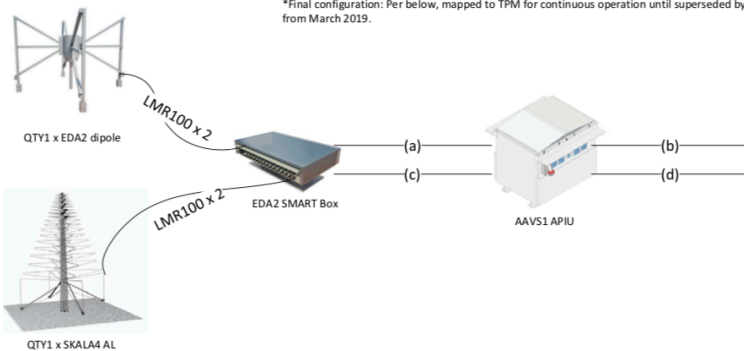 *Final configuration: Per below, mapped to TPM for continuous operation until superseded by
from March 2019.
LMR100 x 2
QTY1 x EDA2 dipole
(a)
(b)
(c)
(d)
LMR100 x 2
EDA2 SMART Box
AAVS1 APIU
QTY1 x SKALA4 AL